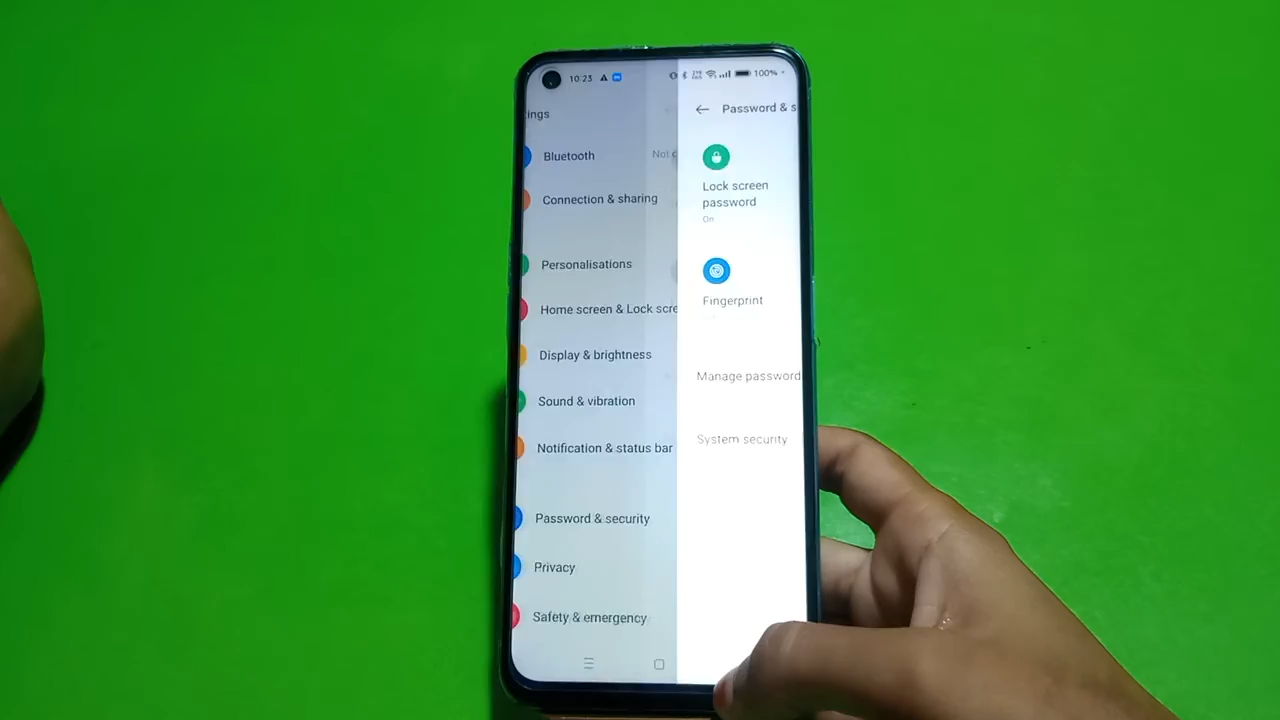 10:23
100%
ings
Bluetooth
Not c
Connection & sharing
Personalisations
Home screen & Lock scre
Display & brightness
Sound & vibration
Notification & status bar
Password & security
Privacy
Safety & emergency
Password & s
Lock screen
password
On
Fingerprint
Manage password
System security